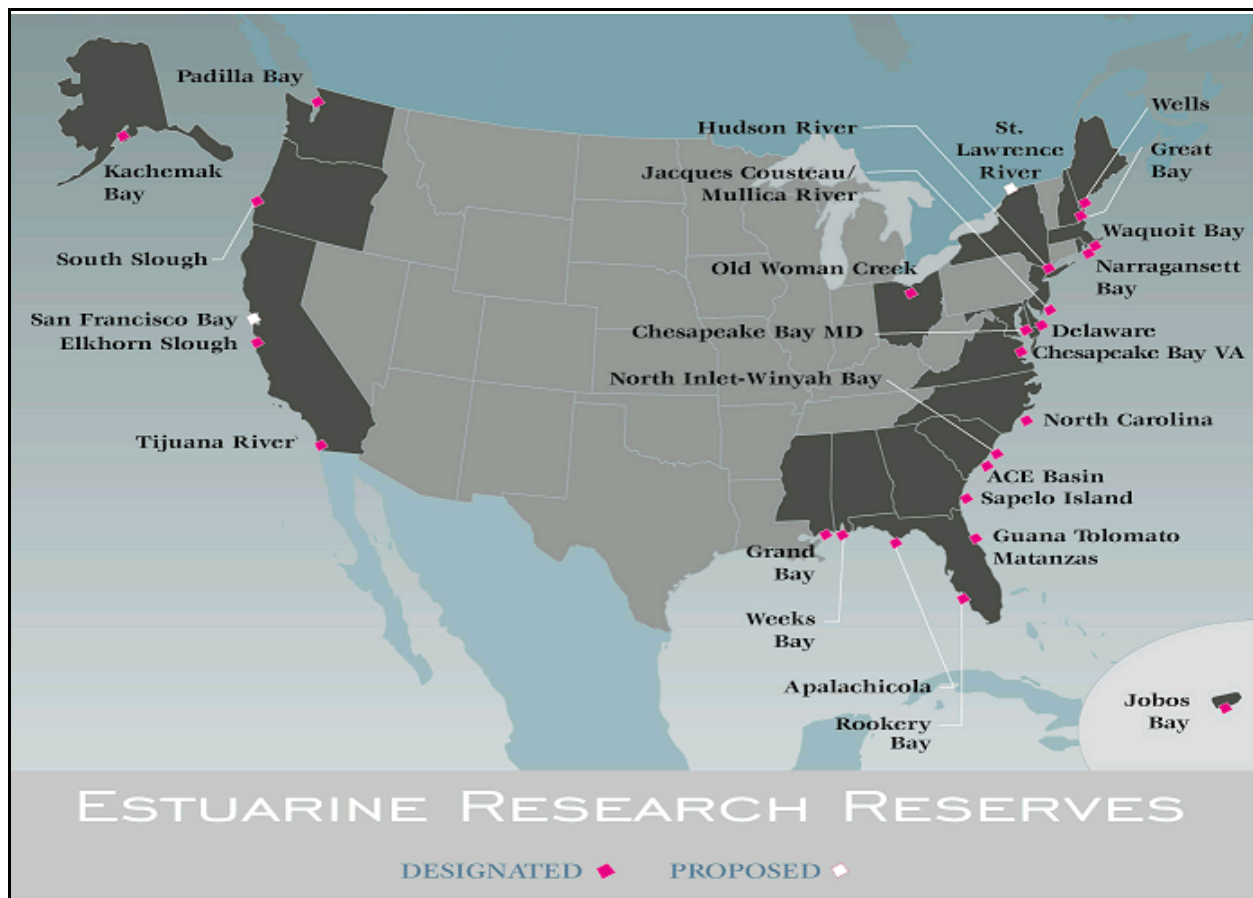 Padilla Bay
Kachemak
Bay
South Slough
San Francisco Bay
Elkhorn Slough
Tijuana River
Hudson River
Jacques Cousteau/
Mullica River
St.
Lawrence
River
Wells
Great
Bay
Waquoit Bay
Narragansett
Bay
Old Woman Creek
Chesapeake Bay MD
Delaware
Chesapeake Bay VA
North Inlet-Winyah Bay
North Carolina
ACE Basin
Sapelo Island
Guana Tolomato
Matanzas
Grand
Bay
Weeks
Bay
Apalachicola
Rookery
Bay
Jobos
Bay
ESTUARINE RESEARCH RESERVES
DESIGNATED
PROPOSED